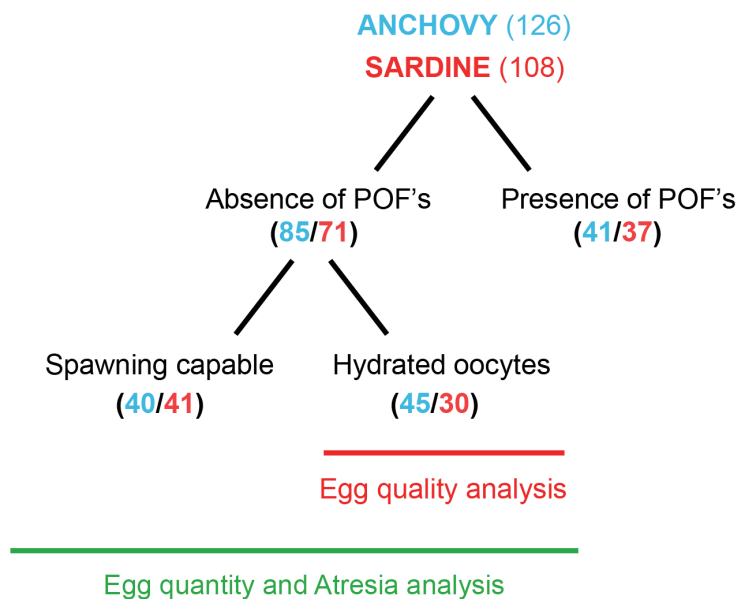 ANCHOVY (126)
SARDINE (108)
Absence of POF's
(85/71)
Presence of POF's
(41/37)
Spawning capable
(40/41)
Hydrated oocytes
(45/30)
Egg quality analysis
Egg quantity and Atresia analysis